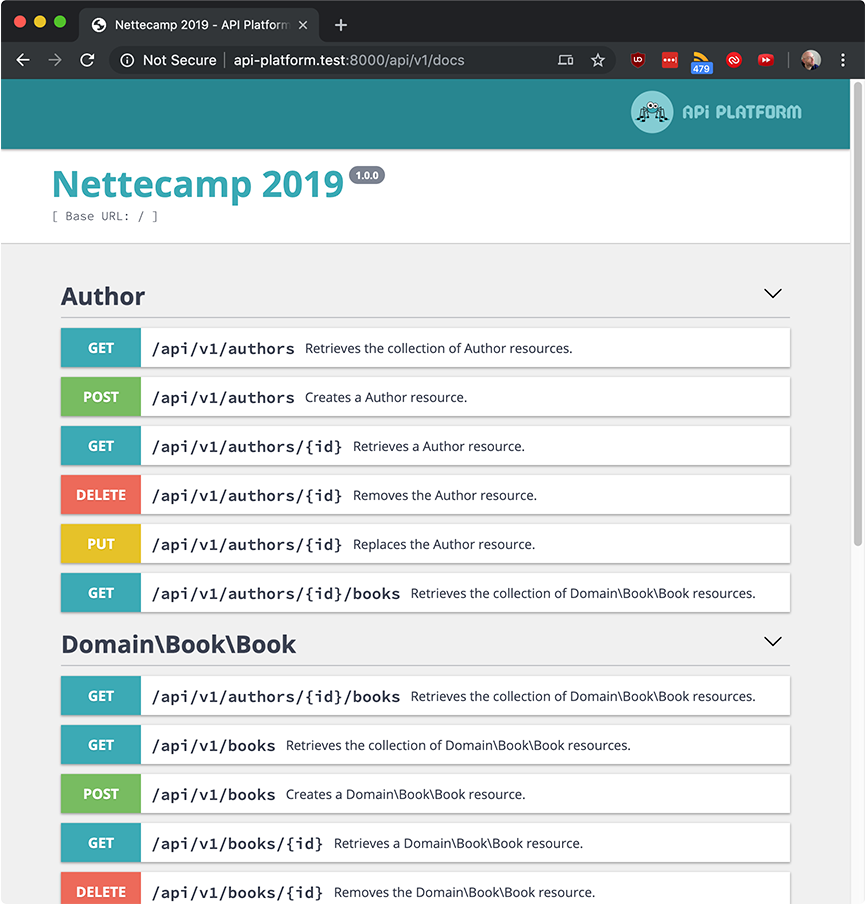 Nettecamp 2019 - API Platform
Not Secure api-platform.test:8000/api/v1/docs
479
API PLATFORM
Nettecamp 2019 1.0.0
[ Base URL: / ]
Author
GET /api/v1/authors Retrieves the collection of Author resources.
POST /api/v1/authors Creates a Author resource.
GET /api/v1/authors/{id} Retrieves a Author resource.
DELETE /api/v1/authors/{id} Removes the Author resource.
PUT /api/v1/authors/{id} Replaces the Author resource.
GET /api/v1/authors/{id}/books Retrieves the collection of Domain\Book\Book resources.
Domain\Book\Book
GET /api/v1/authors/{id}/books Retrieves the collection of Domain\Book\Book resources.
GET /api/v1/books Retrieves the collection of Domain\Book\Book resources.
POST /api/v1/books Creates a Domain\Book\Book resource.
GET /api/v1/books/{id} Retrieves a Domain\Book\Book resource.
DELETE /api/v1/books/{id} Removes the Domain\Book\Book resource.